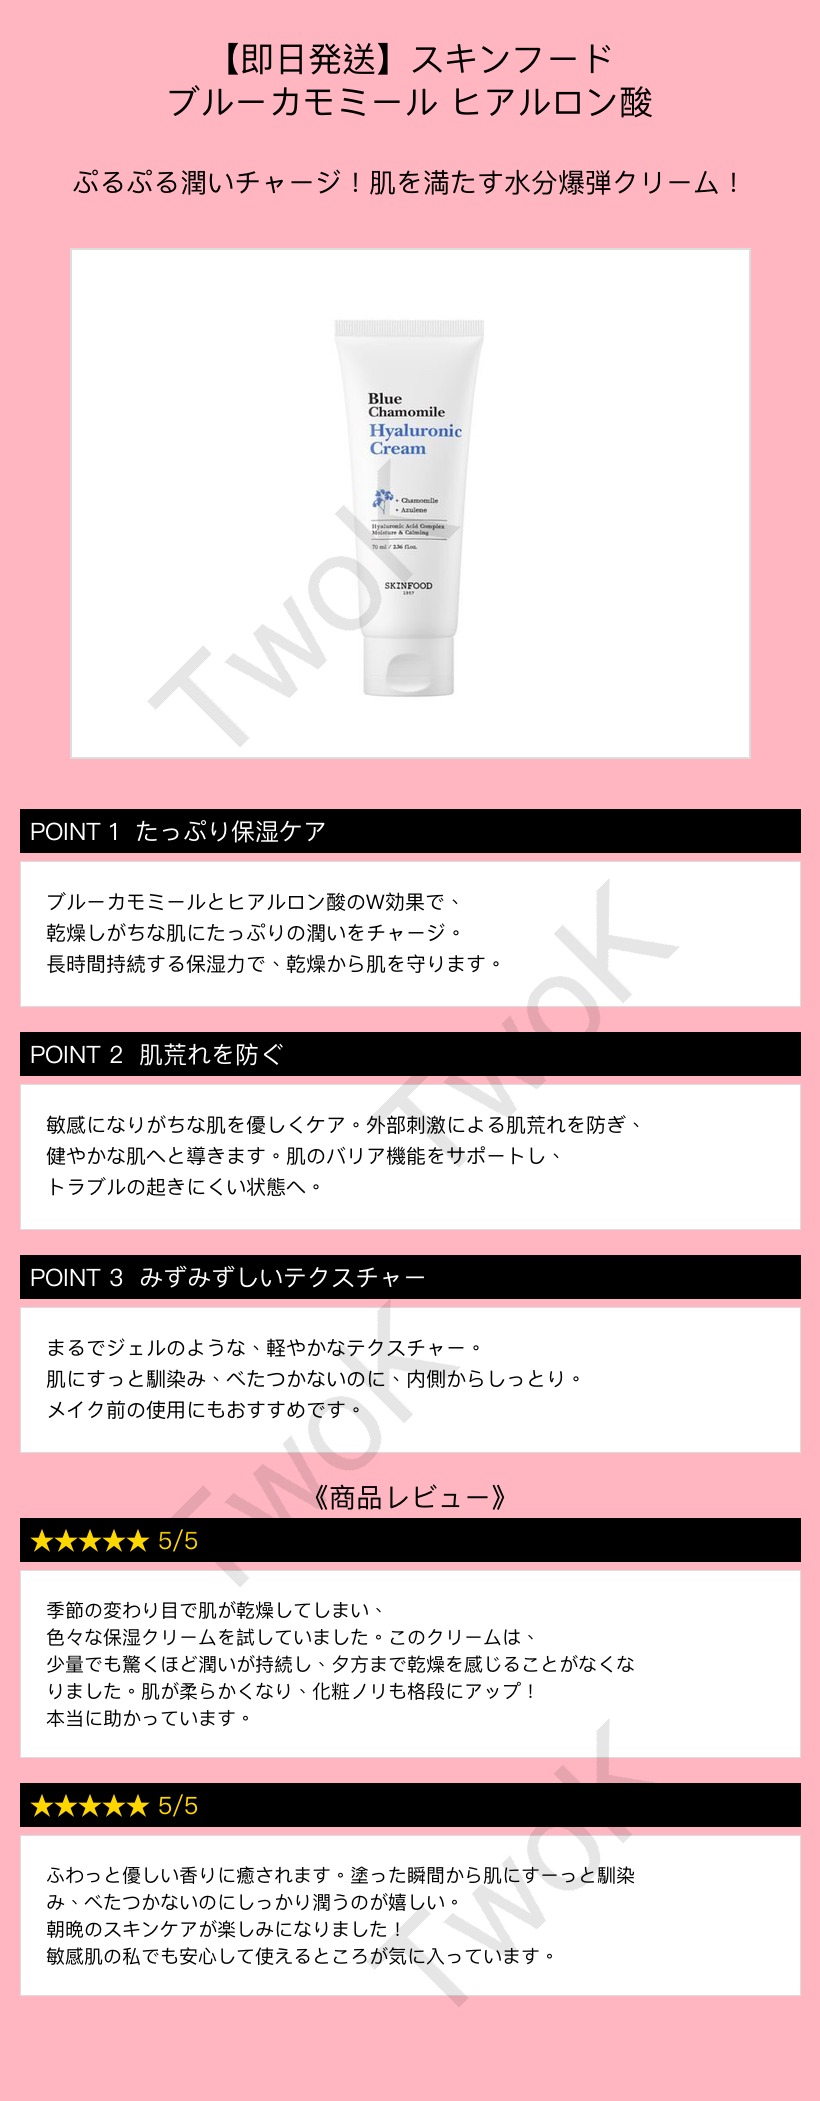 【即日発送】スキンフード
ブルーカモミール ヒアルロン酸
ぷるぷる潤いチャージ！肌を満たす水分爆弾クリーム！
Blue
Chamomile
Hyaluronic
Cream
+ Chamomile
+ Azulene
Hyaluronic Acid Complex
Moisture & Calming
70 ml / 2.36 fl.oz.
SKINFOOD
1957
TwoK
POINT 1 たっぷり保湿ケア
ブルーカモミールとヒアルロン酸のW効果で、
乾燥しがちな肌にたっぷりの潤いをチャージ。
長時間持続する保湿力で、乾燥から肌を守ります。
TwoK
POINT 2 肌荒れを防ぐ
敏感になりがちな肌を優しくケア。外部刺激による肌荒れを防ぎ、
健やかな肌へと導きます。肌のバリア機能をサポートし、
トラブルの起きにくい状態へ。
POINT 3 みずみずしいテクスチャー
まるでジェルのような、軽やかなテクスチャー。
肌にすっと馴染み、べたつかないのに、内側からしっとり。
メイク前の使用にもおすすめです。
TwoK
《商品レビュー》
★★★★★ 5/5
季節の変わり目で肌が乾燥してしまい、
色々な保湿クリームを試していました。このクリームは、
少量でも驚くほど潤いが持続し、夕方まで乾燥を感じることがなくな
りました。肌が柔らかくなり、化粧ノリも格段にアップ！
本当に助かっています。
★★★★★ 5/5
ふわっと優しい香りに癒されます。塗った瞬間から肌にすーっと馴染
み、べたつかないのにしっかり潤うのが嬉しい。
朝晩のスキンケアが楽しみになりました！
敏感肌の私でも安心して使えるところが気に入っています。
TwoK